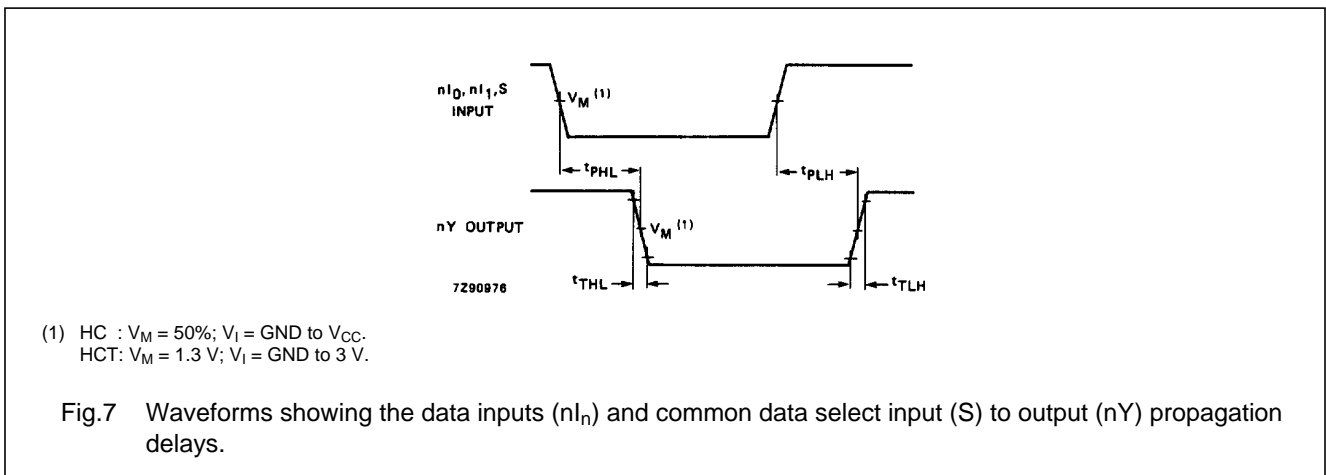 nI0, nI1, S
INPUT
VM (1)
tPHL
tPLH
nY OUTPUT
VM (1)
7Z90976
tTHL
tTLH
(1) HC : VM = 50%; VI = GND to VCC.
HCT: VM = 1.3 V; VI = GND to 3 V.
Fig.7 Waveforms showing the data inputs (nIn) and common data select input (S) to output (nY) propagation
delays.